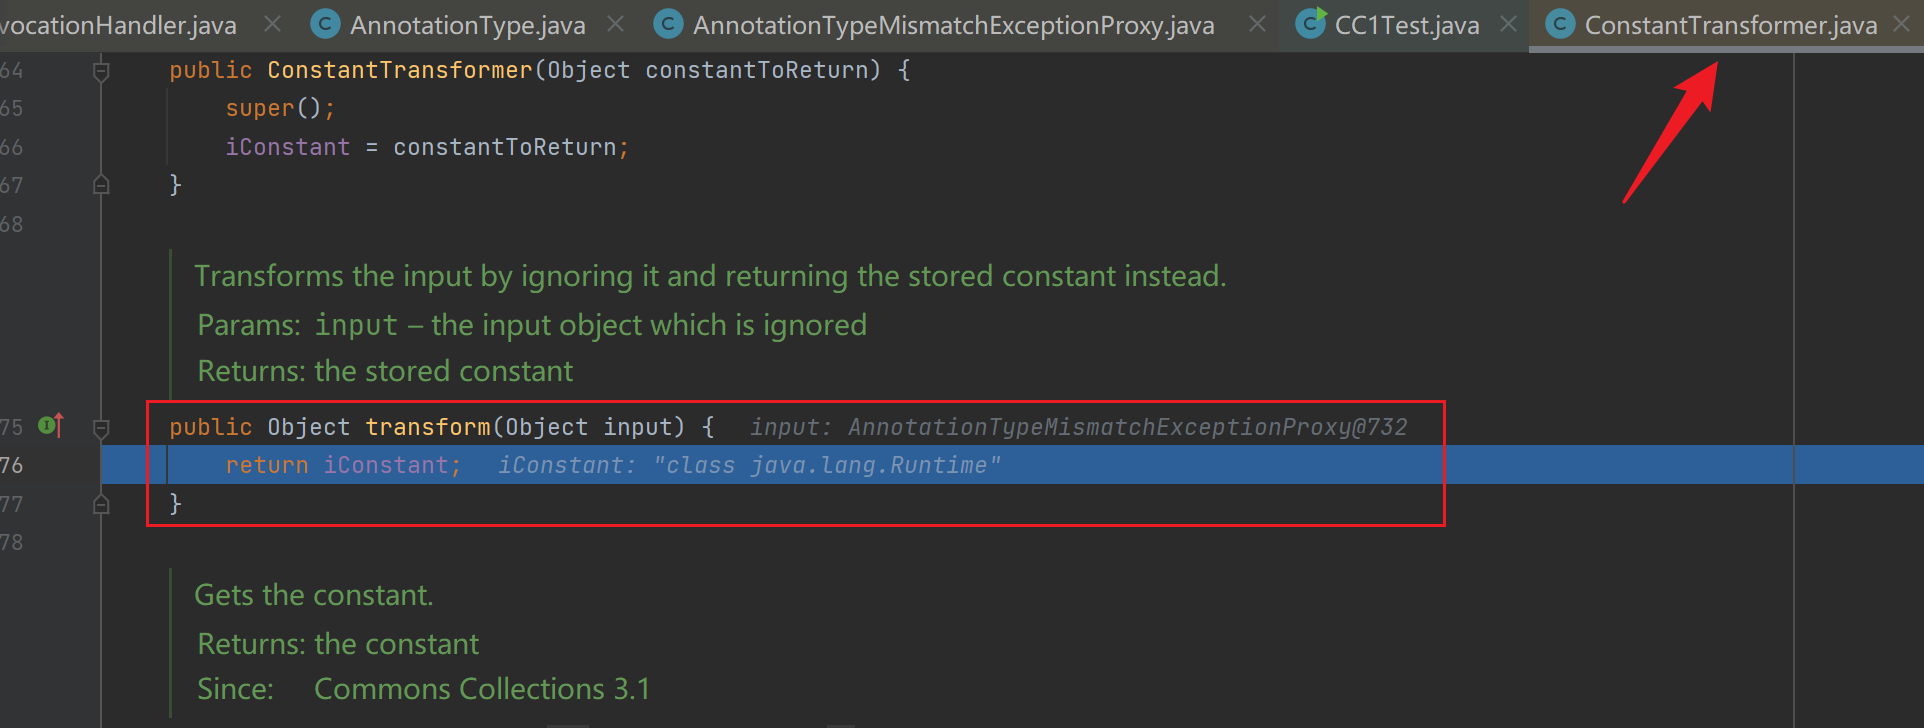 vocationHandler.java AnnotationType.java AnnotationTypeMismatchExceptionProxy.java CC1Test.java ConstantTransformer.java
64 public ConstantTransformer(Object constantToReturn) {
65 super();
66 iConstant = constantToReturn;
67 }
68
Transforms the input by ignoring it and returning the stored constant instead.
Params: input – the input object which is ignored
Returns: the stored constant
75 public Object transform(Object input) { input: AnnotationTypeMismatchExceptionProxy@732
76 return iConstant; iConstant: "class java.lang.Runtime"
77 }
78
Gets the constant.
Returns: the constant
Since: Commons Collections 3.1